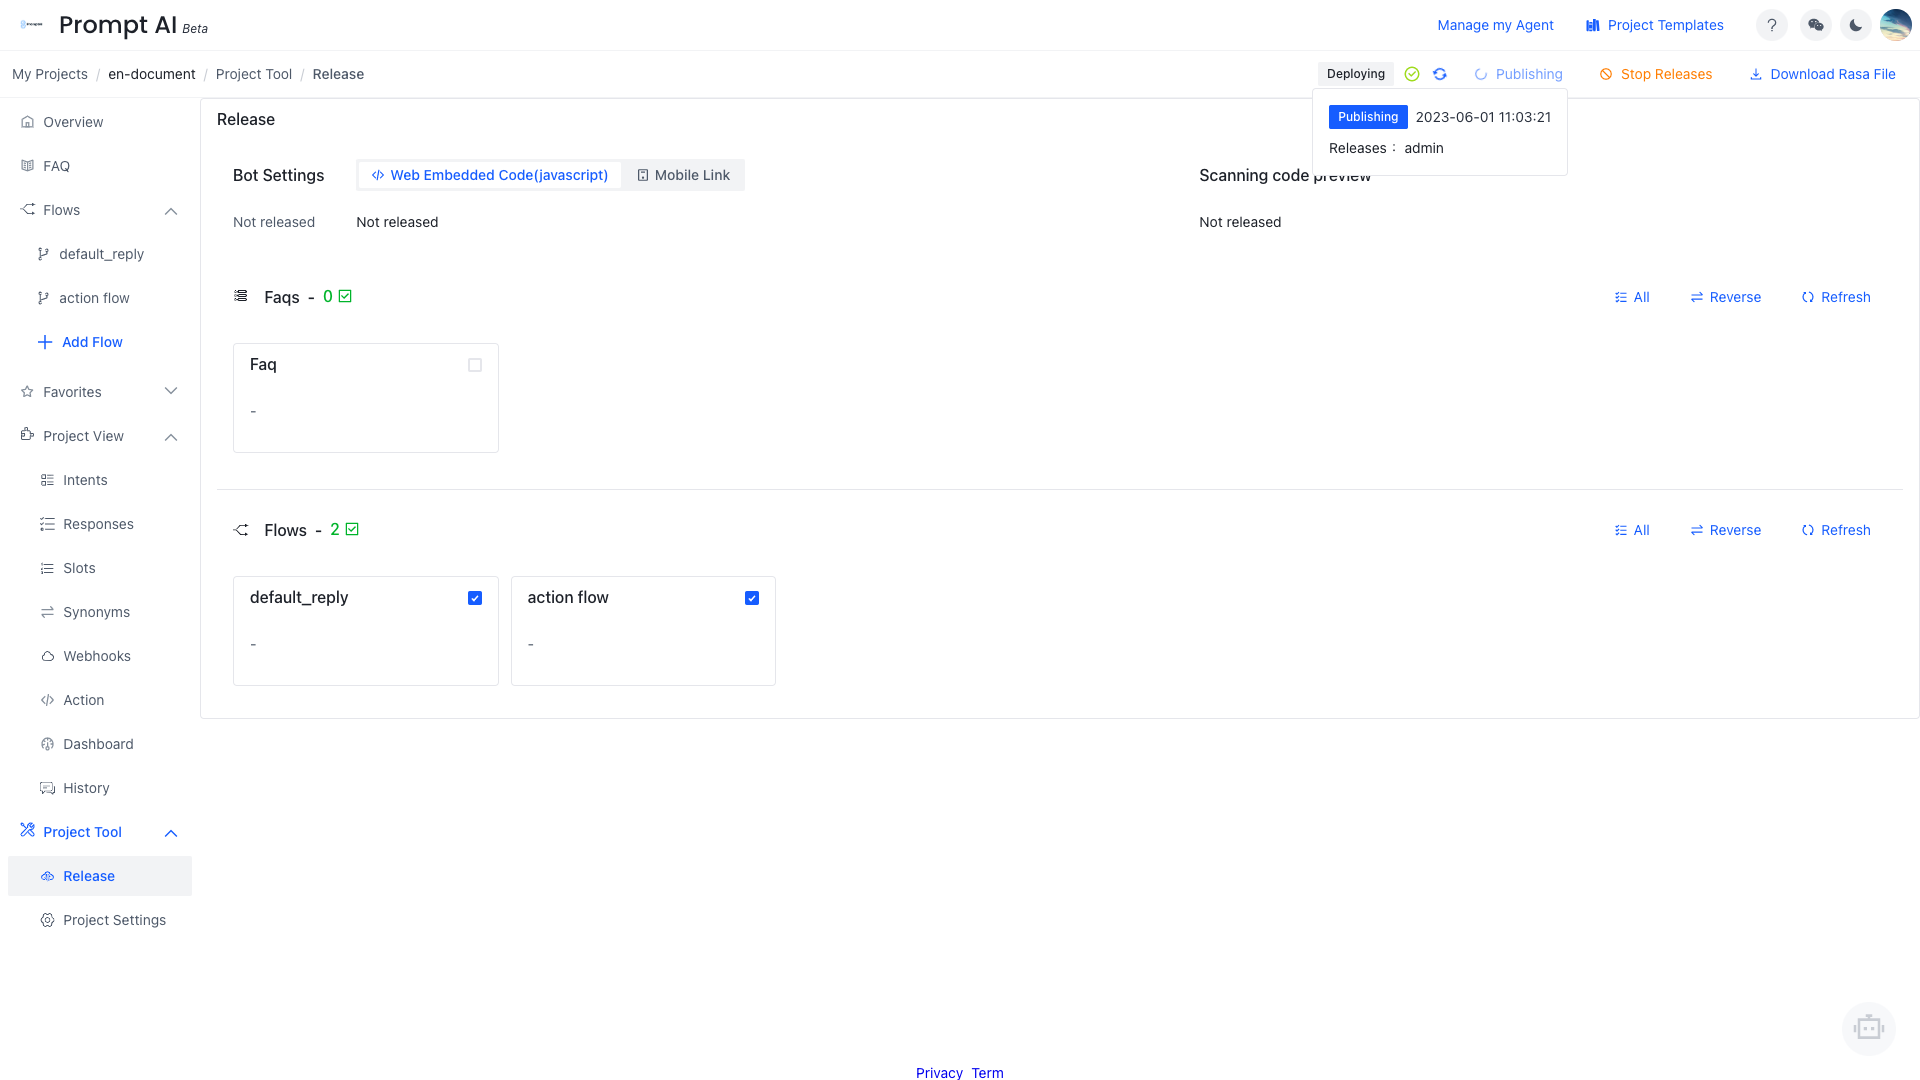 Prompt AI Beta
Manage my Agent
Project Templates
?
My Projects / en-document / Project Tool / Release
Deploying
Publishing
Stop Releases
Download Rasa File
Publishing 2023-06-01 11:03:21
Releases : admin
Overview
FAQ
Flows
default_reply
action flow
Add Flow
Favorites
Project View
Intents
Responses
Slots
Synonyms
Webhooks
Action
Dashboard
History
Project Tool
Release
Project Settings
Release
Bot Settings
Web Embedded Code(javascript)
Mobile Link
Scanning code preview
Not released
Not released
Not released
Faqs - 0
All
Reverse
Refresh
Faq
-
Flows - 2
All
Reverse
Refresh
default_reply
-
action flow
-
Privacy Term